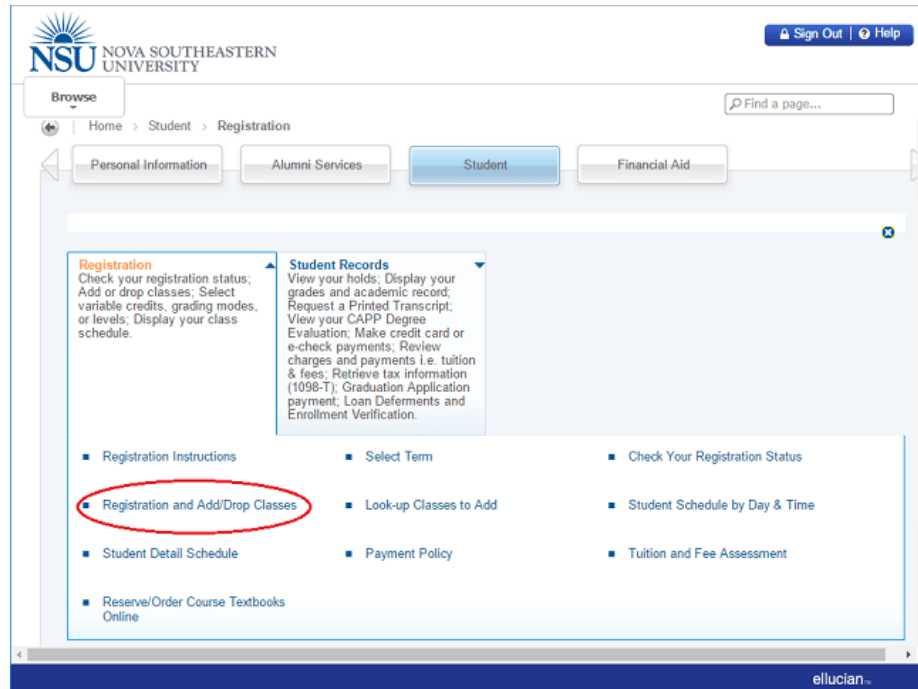 Sign Out | Help
NSU NOVA SOUTHEASTERN
UNIVERSITY
Browse
Find a page...
Home > Student > Registration
Personal Information
Alumni Services
Student
Financial Aid
Registration
Check your registration status;
Add or drop classes; Select
variable credits, grading modes,
or levels; Display your class
schedule.
Student Records
View your holds; Display your
grades and academic record;
Request a Printed Transcript;
View your CAPP Degree
Evaluation; Make credit card or
e-check payments; Review
charges and payments i.e. tuition
& fees; Retrieve tax information
(1098-T); Graduation Application
payment; Loan Deferments and
Enrollment Verification.
Registration Instructions
Select Term
Check Your Registration Status
Registration and Add/Drop Classes
Look-up Classes to Add
Student Schedule by Day & Time
Student Detail Schedule
Payment Policy
Tuition and Fee Assessment
Reserve/Order Course Textbooks
Online
ellucian™